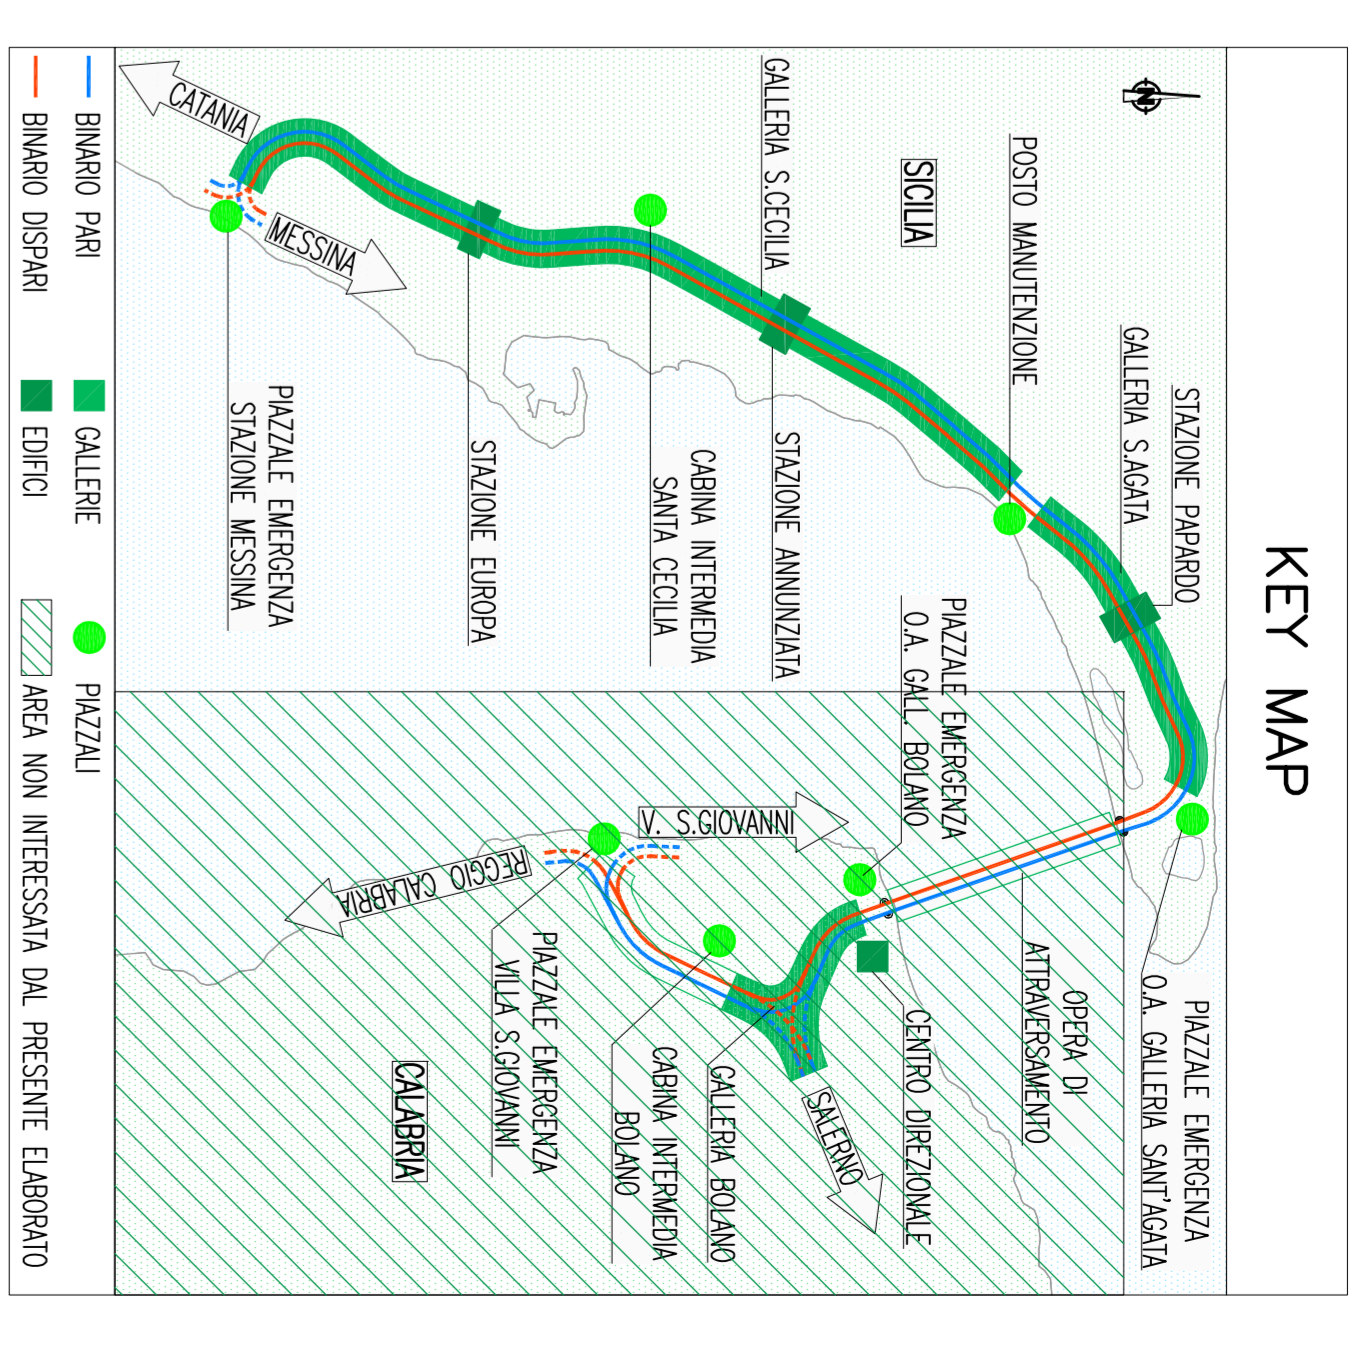 KEY MAP
N
STAZIONE PAPARDO
GALLERIA S.AGATA
POSTO MANUTENZIONE
SICILIA
GALLERIA S.CECILIA
CATANIA
MESSINA
PIAZZALE EMERGENZA
STAZIONE MESSINA
STAZIONE EUROPA
CABINA INTERMEDIA
SANTA CECILIA
STAZIONE ANNUNZIATA
PIAZZALE EMERGENZA
O.A. GALL. BOLANO
PIAZZALE EMERGENZA
O.A. GALLERIA SANT'AGATA
OPERA DI
ATTRAVERSAMENTO
CENTRO DIREZIONALE
V. S.GIOVANNI
REGGIO CALABRIA
SALERNO
GALLERIA BOLANO
CABINA INTERMEDIA
BOLANO
PIAZZALE EMERGENZA
VILLA S.GIOVANNI
CALABRIA
BINARIO PARI
GALLERIE
PIAZZALI
BINARIO DISPARI
EDIFICI
AREA NON INTERESSATA DAL PRESENTE ELABORATO